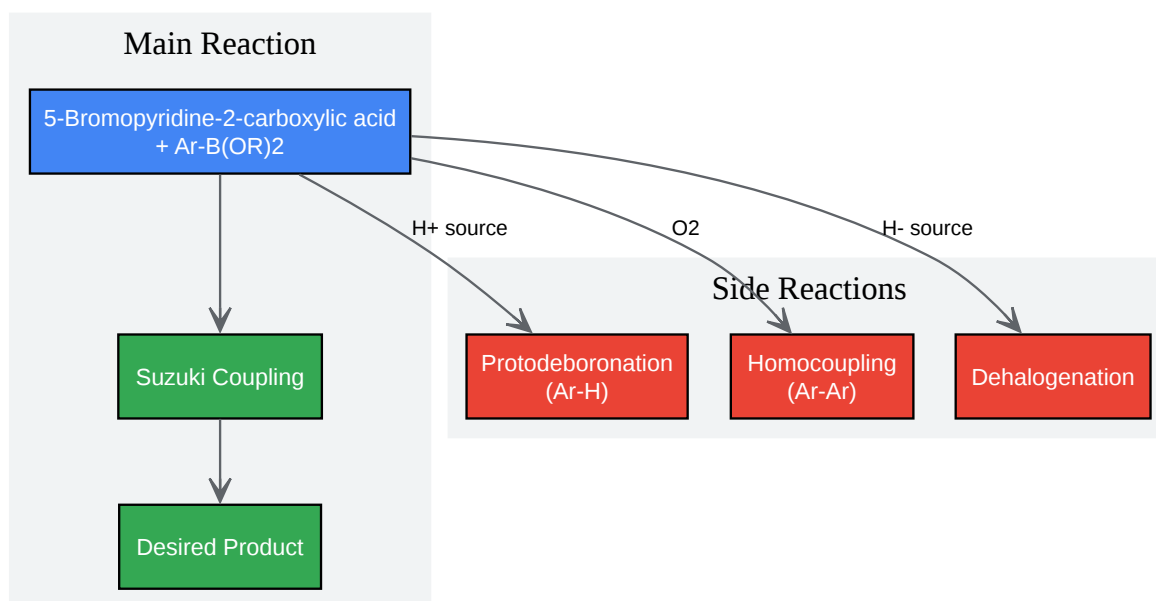 Main Reaction
5-Bromopyridine-2-carboxylic acid
+ Ar-B(OR)2
H+ source
O2
H- source
Side Reactions
Suzuki Coupling
Protodeboronation
(Ar-H)
Homocoupling
(Ar-Ar)
Dehalogenation
Desired Product